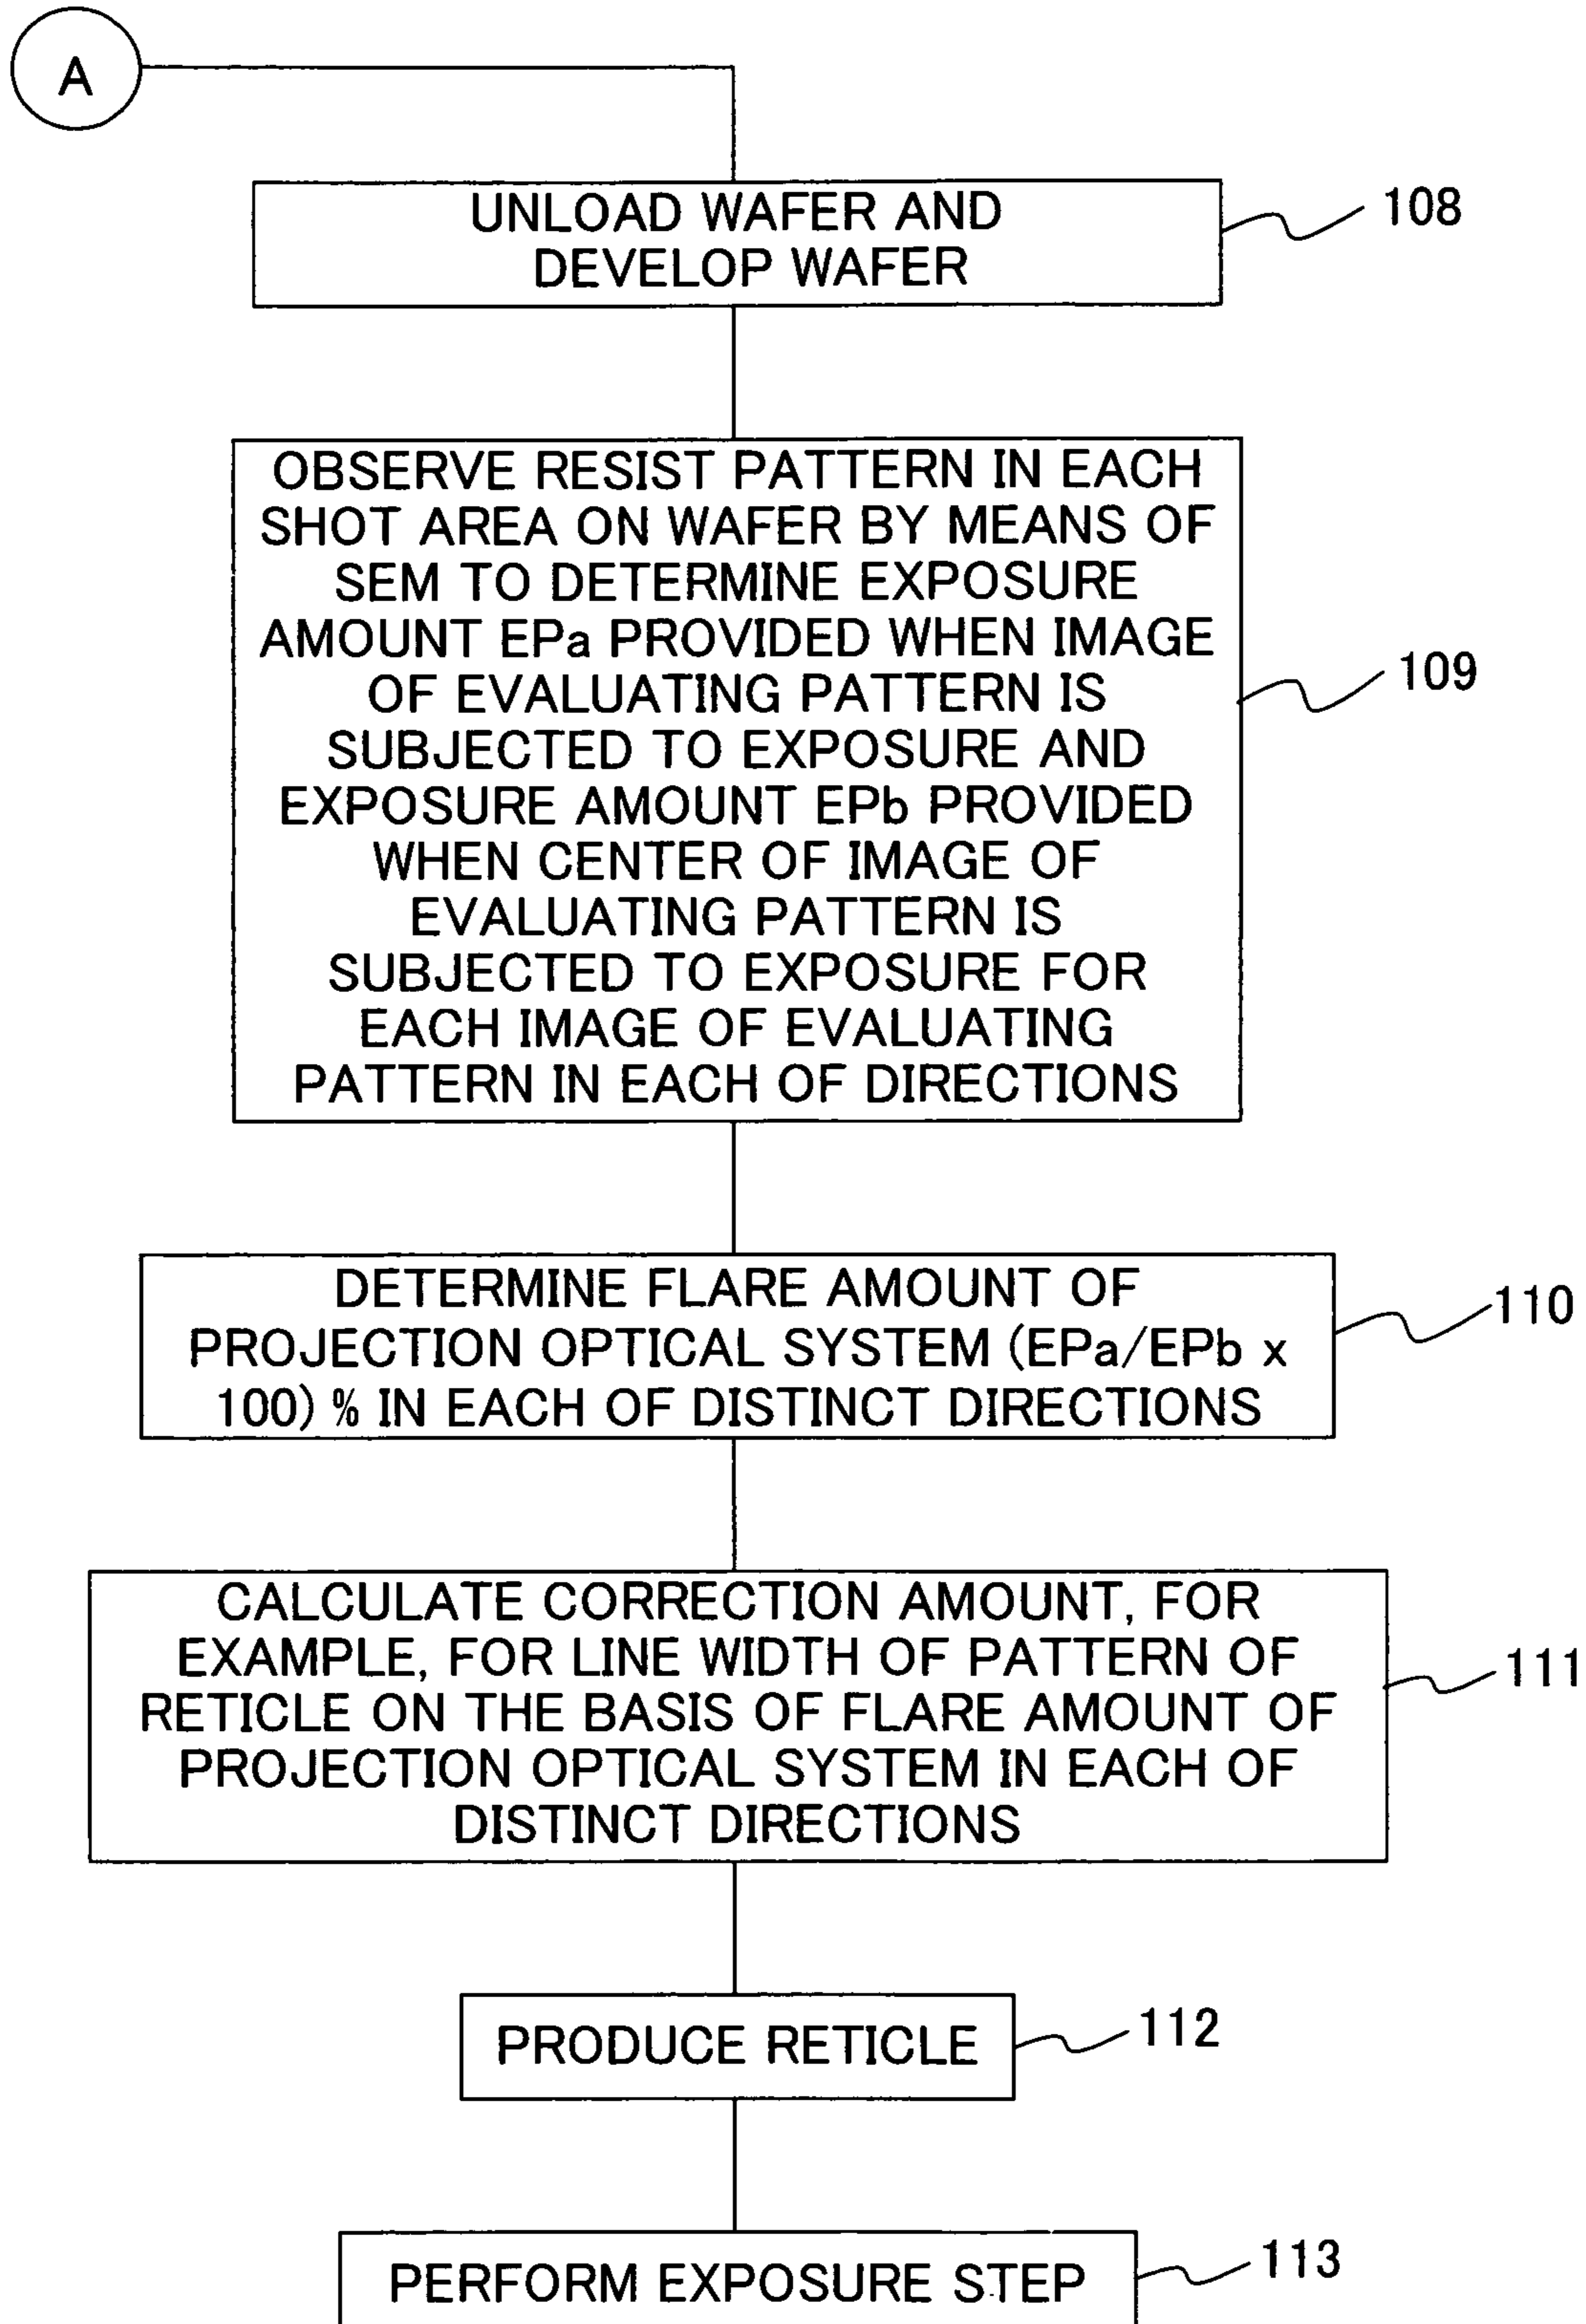 A
UNLOAD WAFER AND
DEVELOP WAFER
108
OBSERVE RESIST PATTERN IN EACH
SHOT AREA ON WAFER BY MEANS OF
SEM TO DETERMINE EXPOSURE
AMOUNT EPa PROVIDED WHEN IMAGE
OF EVALUATING PATTERN IS
SUBJECTED TO EXPOSURE AND
EXPOSURE AMOUNT EPb PROVIDED
WHEN CENTER OF IMAGE OF
EVALUATING PATTERN IS
SUBJECTED TO EXPOSURE FOR
EACH IMAGE OF EVALUATING
PATTERN IN EACH OF DIRECTIONS
109
DETERMINE FLARE AMOUNT OF
PROJECTION OPTICAL SYSTEM (EPa/EPb x
100) % IN EACH OF DISTINCT DIRECTIONS
110
CALCULATE CORRECTION AMOUNT, FOR
EXAMPLE, FOR LINE WIDTH OF PATTERN OF
RETICLE ON THE BASIS OF FLARE AMOUNT OF
PROJECTION OPTICAL SYSTEM IN EACH OF
DISTINCT DIRECTIONS
111
PRODUCE RETICLE
112
PERFORM EXPOSURE STEP
113